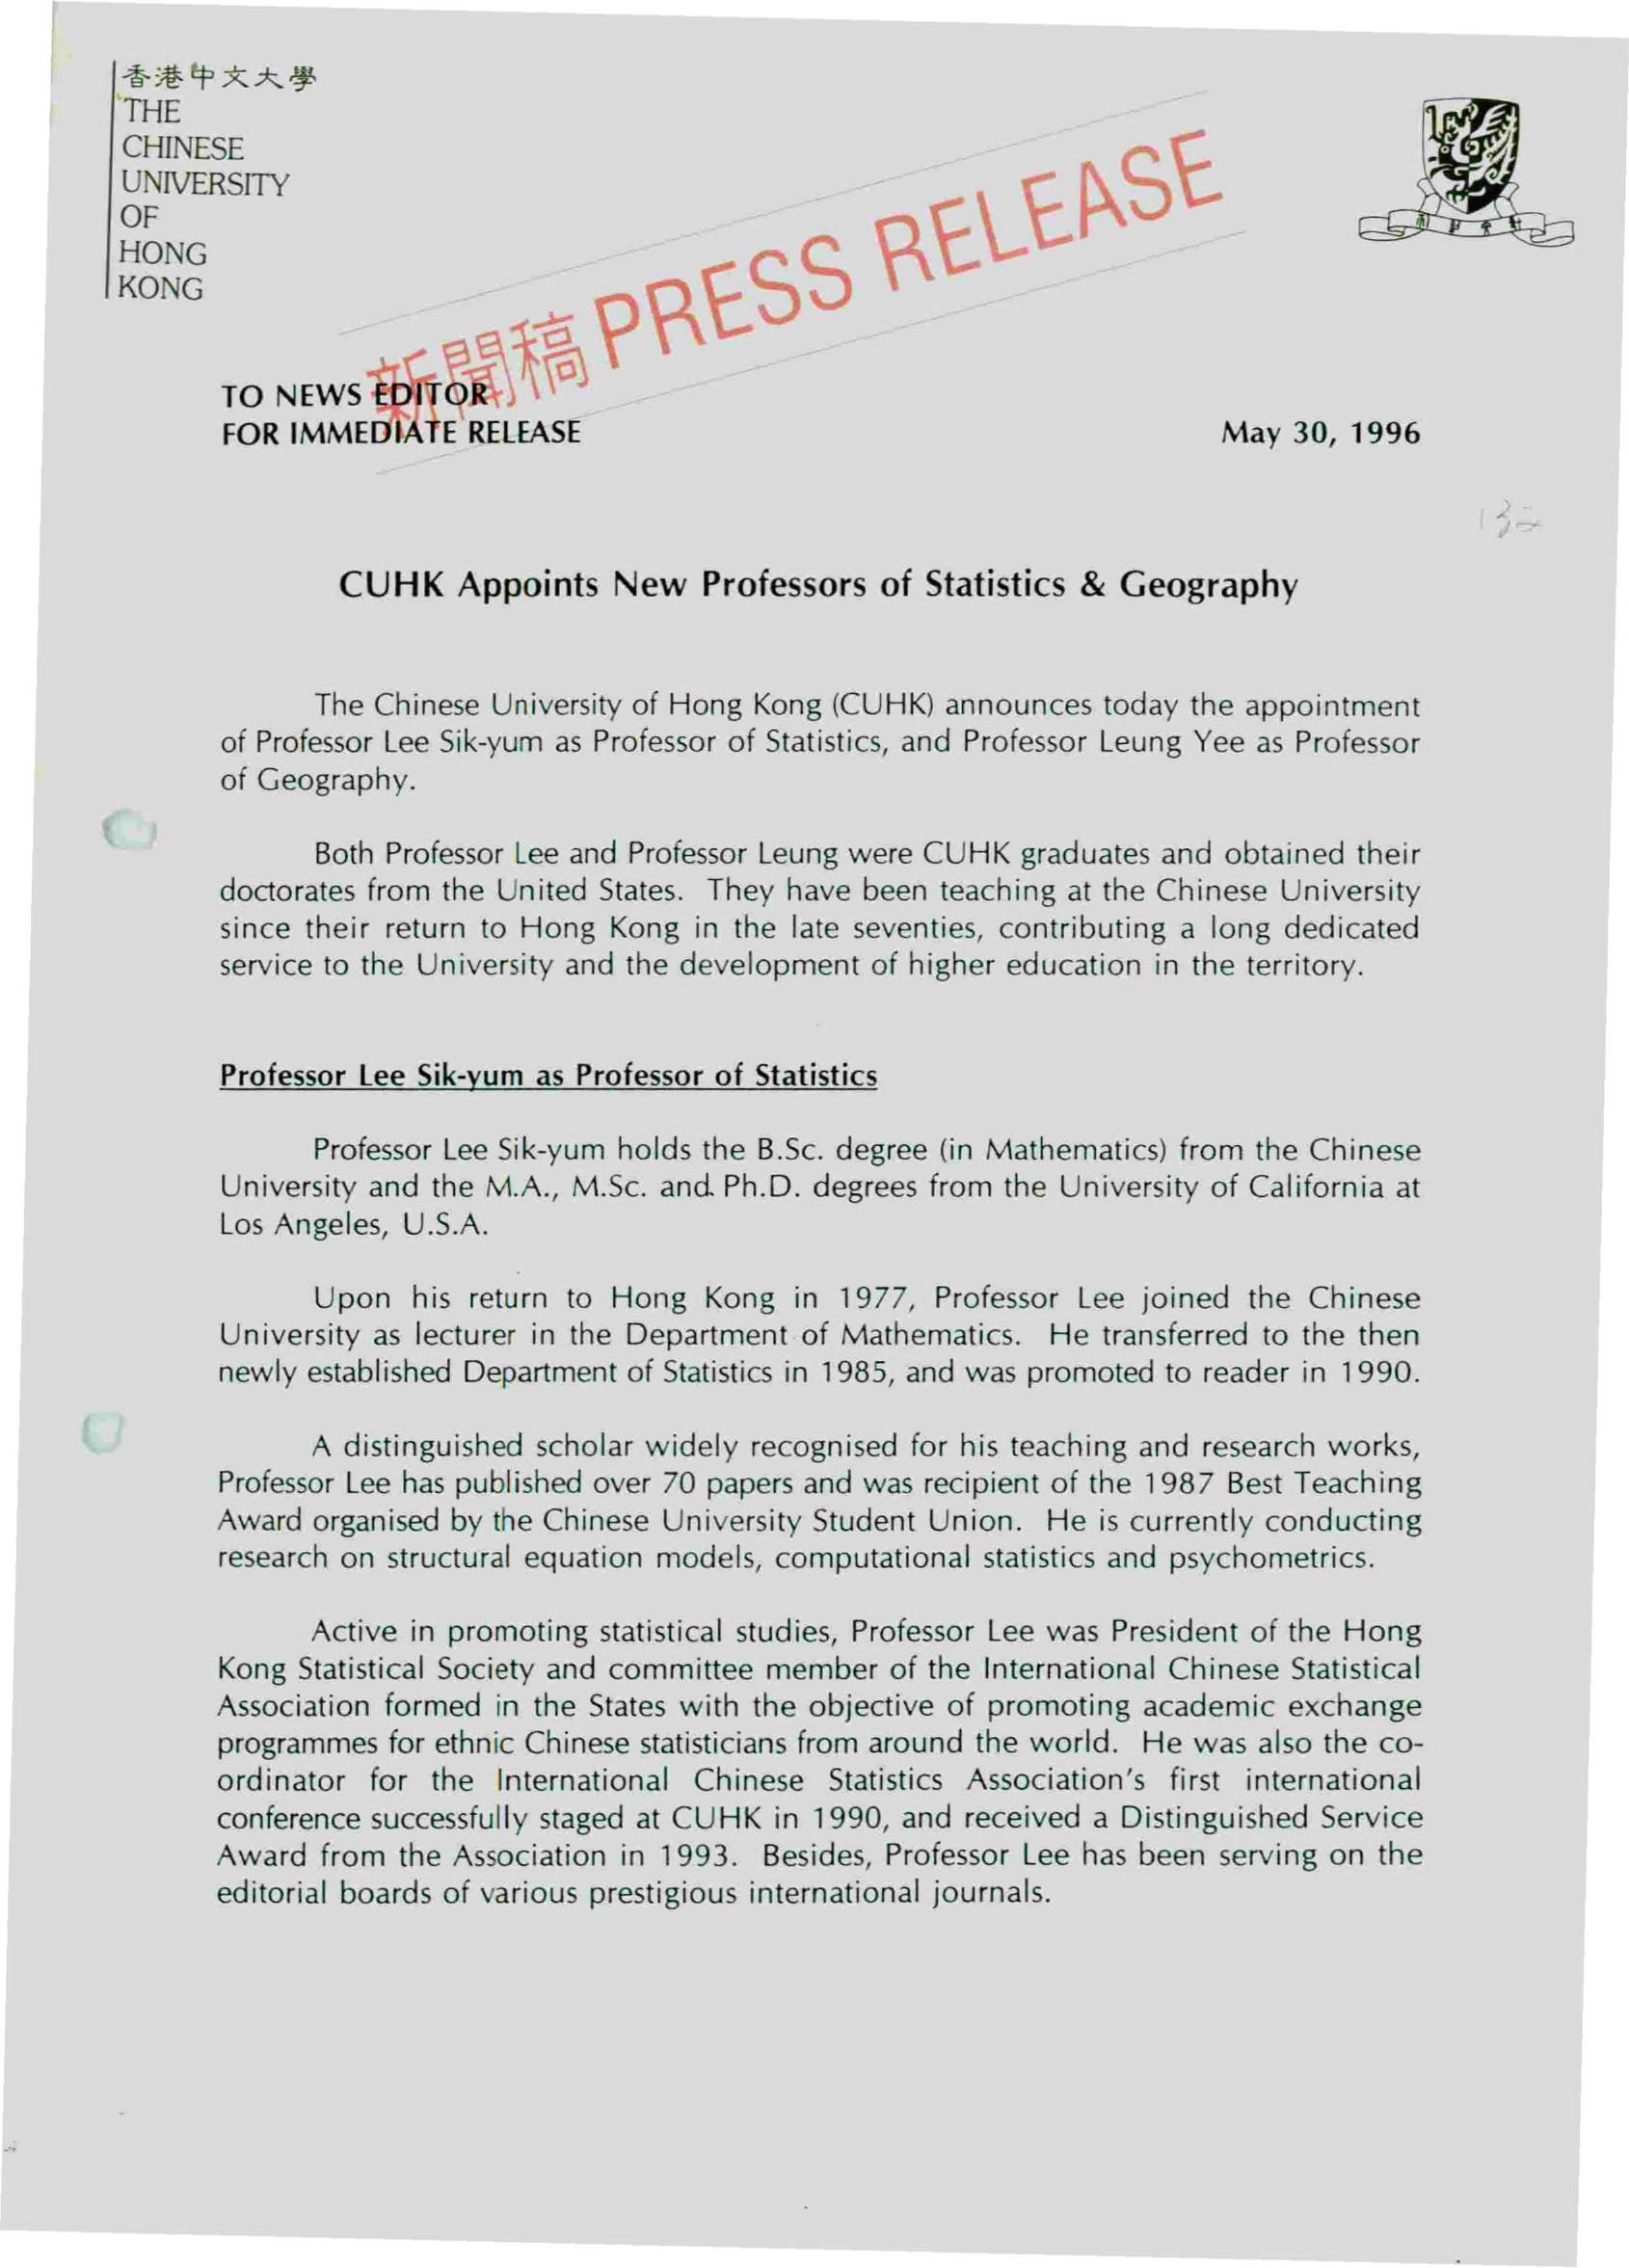 香港中文大學
THE
CHINESE
UNIVERSITY
OF
HONG
KONG
新聞稿 PRESS RELEASE
TO NEWS EDITOR
FOR IMMEDIATE RELEASE
May 30, 1996
132
CUHK Appoints New Professors of Statistics & Geography
The Chinese University of Hong Kong (CUHK) announces today the appointment
of Professor Lee Sik-yum as Professor of Statistics, and Professor Leung Yee as Professor
of Geography.
Both Professor Lee and Professor Leung were CUHK graduates and obtained their
doctorates from the United States. They have been teaching at the Chinese University
since their return to Hong Kong in the late seventies, contributing a long dedicated
service to the University and the development of higher education in the territory.
Professor Lee Sik-yum as Professor of Statistics
Professor Lee Sik-yum holds the B.Sc. degree (in Mathematics) from the Chinese
University and the M.A., M.Sc. and Ph.D. degrees from the University of California at
Los Angeles, U.S.A.
Upon his return to Hong Kong in 1977, Professor Lee joined the Chinese
University as lecturer in the Department of Mathematics. He transferred to the then
newly established Department of Statistics in 1985, and was promoted to reader in 1990.
A distinguished scholar widely recognised for his teaching and research works,
Professor Lee has published over 70 papers and was recipient of the 1987 Best Teaching
Award organised by the Chinese University Student Union. He is currently conducting
research on structural equation models, computational statistics and psychometrics.
Active in promoting statistical studies, Professor Lee was President of the Hong
Kong Statistical Society and committee member of the International Chinese Statistical
Association formed in the States with the objective of promoting academic exchange
programmes for ethnic Chinese statisticians from around the world. He was also the co-
ordinator for the International Chinese Statistics Association's first international
conference successfully staged at CUHK in 1990, and received a Distinguished Service
Award from the Association in 1993. Besides, Professor Lee has been serving on the
editorial boards of various prestigious international journals.